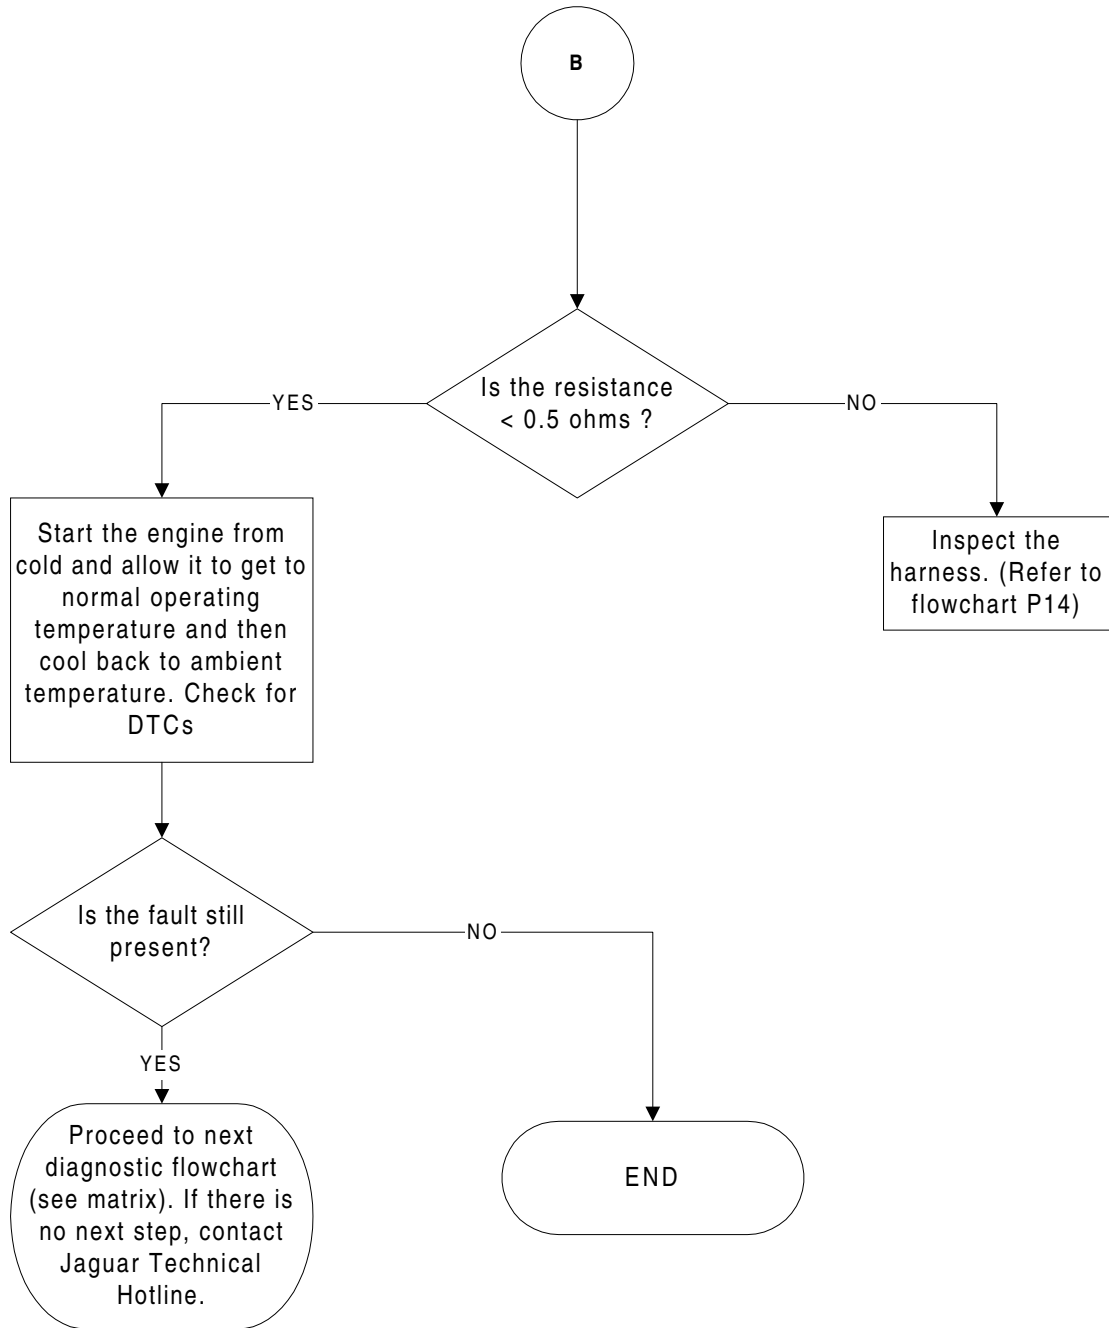 B
Is the resistance
< 0.5 ohms ?
YES
NO
Start the engine from
cold and allow it to get to
normal operating
temperature and then
cool back to ambient
temperature. Check for
DTCs
Inspect the
harness. (Refer to
flowchart P14)
Is the fault still
present?
NO
YES
Proceed to next
diagnostic flowchart
(see matrix). If there is
no next step, contact
Jaguar Technical
Hotline.
END